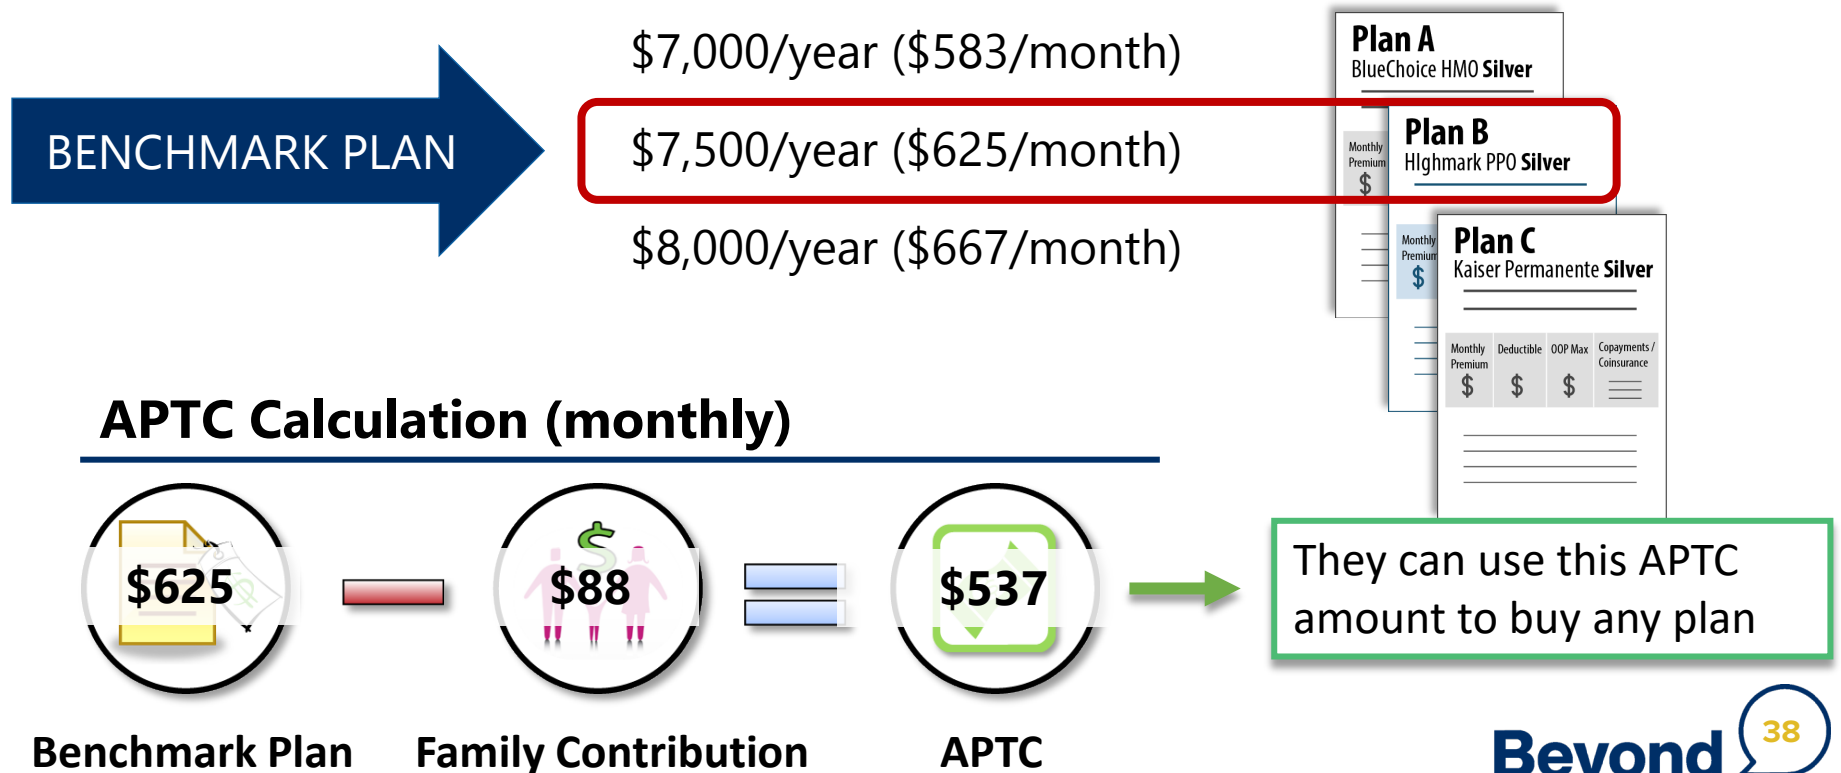 $7,000/year ($583/month)
BENCHMARK PLAN
$7,500/year ($625/month)
$8,000/year ($667/month)
Plan A
BlueChoice HMO Silver
Monthly
Premium
$
Plan B
HIghmark PPO Silver
Monthly
Premium
$
Plan C
Kaiser Permanente Silver
Monthly
Premium
$
Deductible
$
OOP Max
$
Copayments /
Coinsurance
APTC Calculation (monthly)
$625
$
$88
$537
They can use this APTC
amount to buy any plan
Benchmark Plan
Family Contribution
APTC
Beyond
38